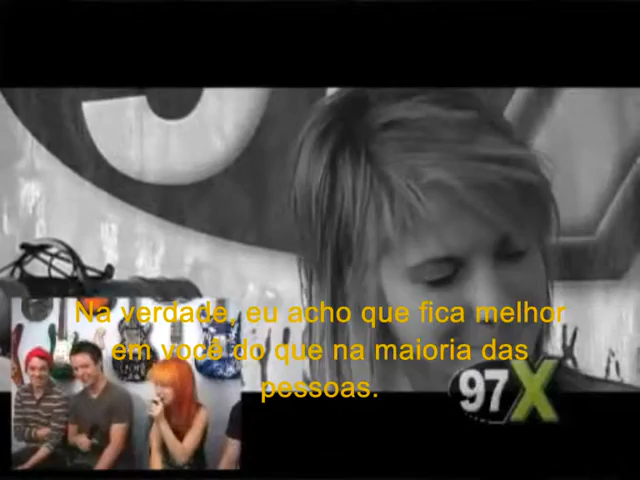 Na verdade, eu acho que fica melhor
em você do que na maioria das
pessoas.
97X